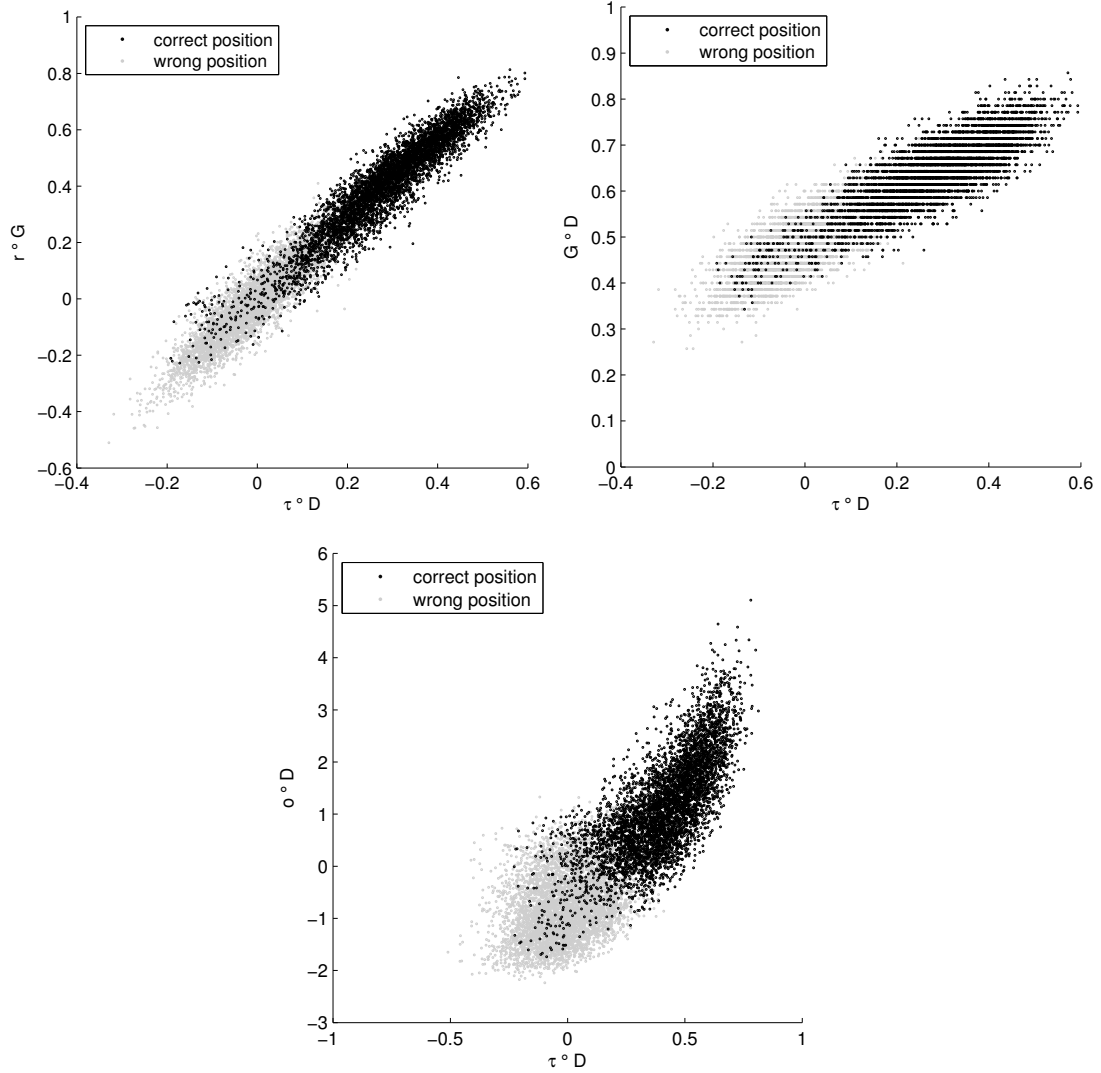 1
0.8
0.6
0.4
0.2
0
−0.2
−0.4
−0.6
r ° G
correct position
wrong position
−0.4 −0.2 0 0.2 0.4 0.6
τ ° D
1
0.9
0.8
0.7
0.6
0.5
0.4
0.3
0.2
0.1
0
G ° D
correct position
wrong position
−0.4 −0.2 0 0.2 0.4 0.6
τ ° D
6
5
4
3
2
1
0
−1
−2
−3
o ° D
correct position
wrong position
−1 −0.5 0 0.5 1
τ ° D